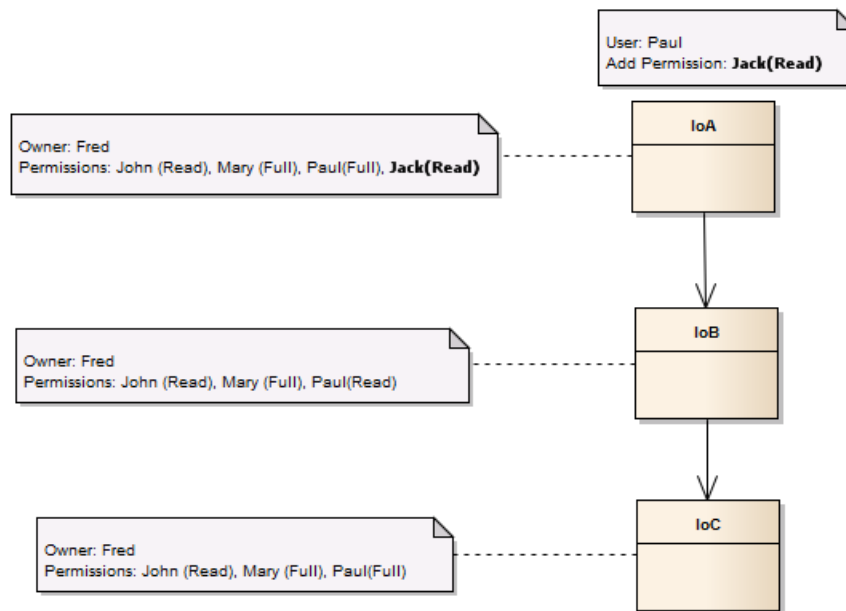 User: Paul
Add Permission: Jack(Read)
IoA
Owner: Fred
Permissions: John (Read), Mary (Full), Paul(Full), Jack(Read)
IoB
Owner: Fred
Permissions: John (Read), Mary (Full), Paul(Read)
IoC
Owner: Fred
Permissions: John (Read), Mary (Full), Paul(Full)